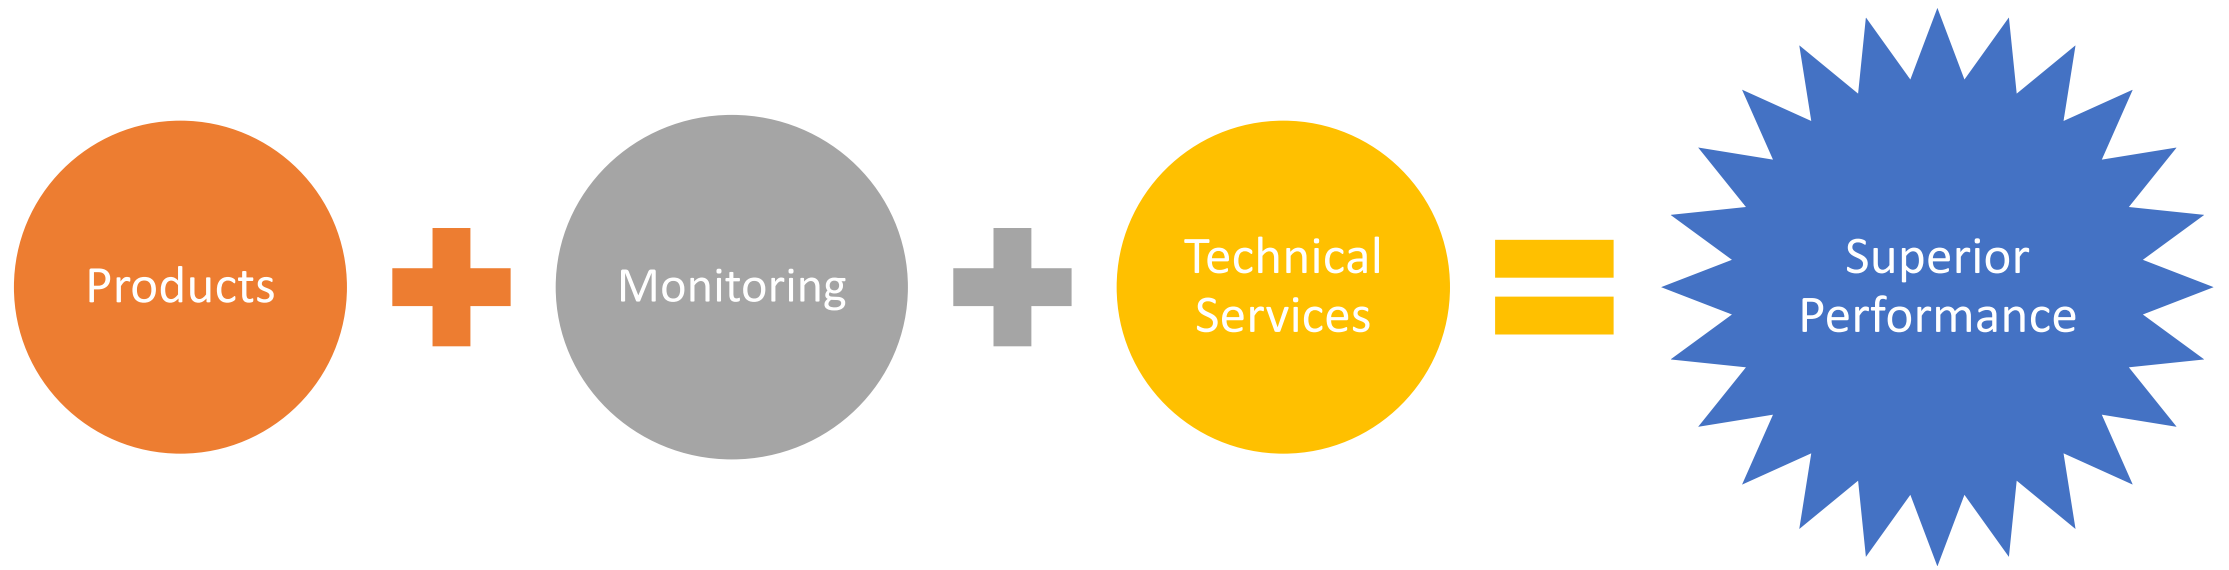 Products
Monitoring
Technical
Services
Superior
Performance